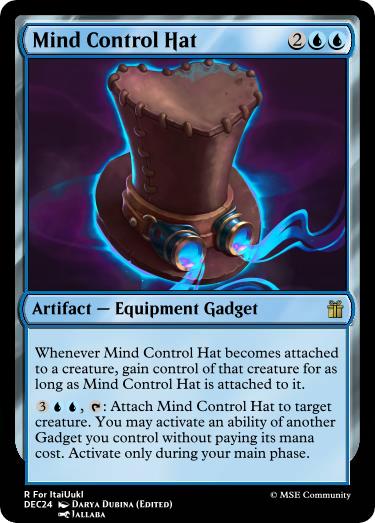 Mind Control Hat 2
Artifact — Equipment Gadget
Whenever Mind Control Hat becomes attached
to a creature, gain control of that creature for as
long as Mind Control Hat is attached to it.
3 , : Attach Mind Control Hat to target
creature. You may activate an ability of another
Gadget you control without paying its mana
cost. Activate only during your main phase.
R For ItaiUukl
DEC24 Darya Dubina (Edited)
Jallaba
© MSE Community